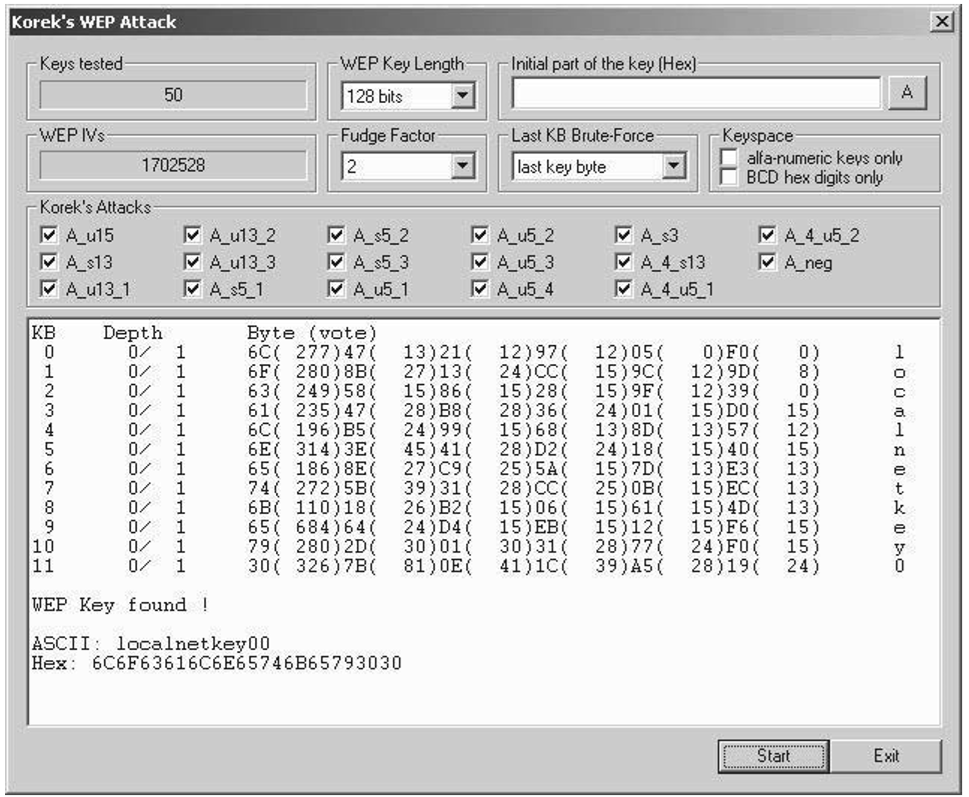 Korek's WEP Attack
Keys tested
50
WEP Key Length
128 bits
Initial part of the key (Hex)
A
WEP IVs
1702528
Fudge Factor
2
Last KB Brute-Force
last key byte
Keyspace
alfa-numeric keys only
BCD hex digits only
Korek's Attacks
A_u15 A_u13_2 A_s5_2 A_u5_2 A_s3 A_4_u5_2
A_s13 A_u13_3 A_s5_3 A_u5_3 A_4_s13 A_neg
A_u13_1 A_s5_1 A_u5_1 A_u5_4 A_4_u5_1
KB Depth Byte (vote)
0 0/ 1 6C( 277)47( 13)21( 12)97( 12)05( 0)F0( 0) l
1 0/ 1 6F( 280)8B( 27)13( 24)CC( 15)9C( 12)9D( 8) o
2 0/ 1 63( 249)58( 15)86( 15)28( 15)9F( 12)39( 0) c
3 0/ 1 61( 235)47( 28)B8( 28)36( 24)01( 15)D0( 15) a
4 0/ 1 6C( 196)B5( 24)99( 15)68( 13)8D( 13)57( 12) l
5 0/ 1 6E( 314)3E( 45)41( 28)D2( 24)18( 15)40( 15) n
6 0/ 1 65( 186)8E( 27)C9( 25)5A( 15)7D( 13)E3( 13) e
7 0/ 1 74( 272)5B( 39)31( 28)CC( 25)0B( 15)EC( 13) t
8 0/ 1 6B( 110)18( 26)B2( 15)06( 15)61( 15)4D( 13) k
9 0/ 1 65( 684)64( 24)D4( 15)EB( 15)12( 15)F6( 15) e
10 0/ 1 79( 280)2D( 30)01( 30)31( 28)77( 24)F0( 15) y
11 0/ 1 30( 326)7B( 81)0E( 41)1C( 39)A5( 28)19( 24) 0
WEP Key found !
ASCII: localnetkey00
Hex: 6C6F63616C6E65746B65793030
Start
Exit